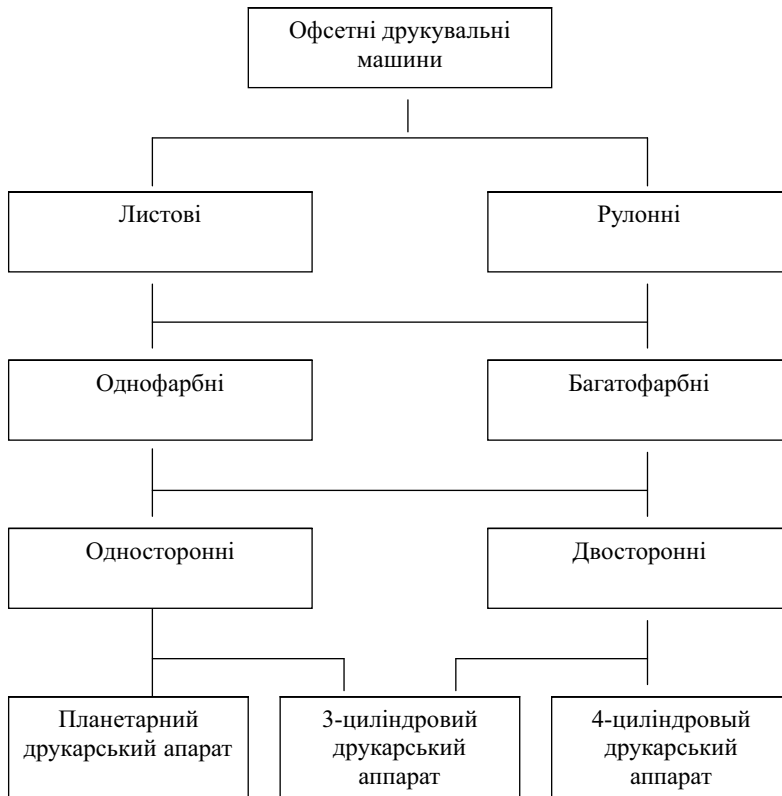 Офсетні друкувальні
машини
Листові
Рулонні
Однофарбні
Багатофарбні
Односторонні
Двосторонні
Планетарний
друкарський апарат
3-циліндровий
друкарський
аппарат
4-циліндровый
друкарський
аппарат